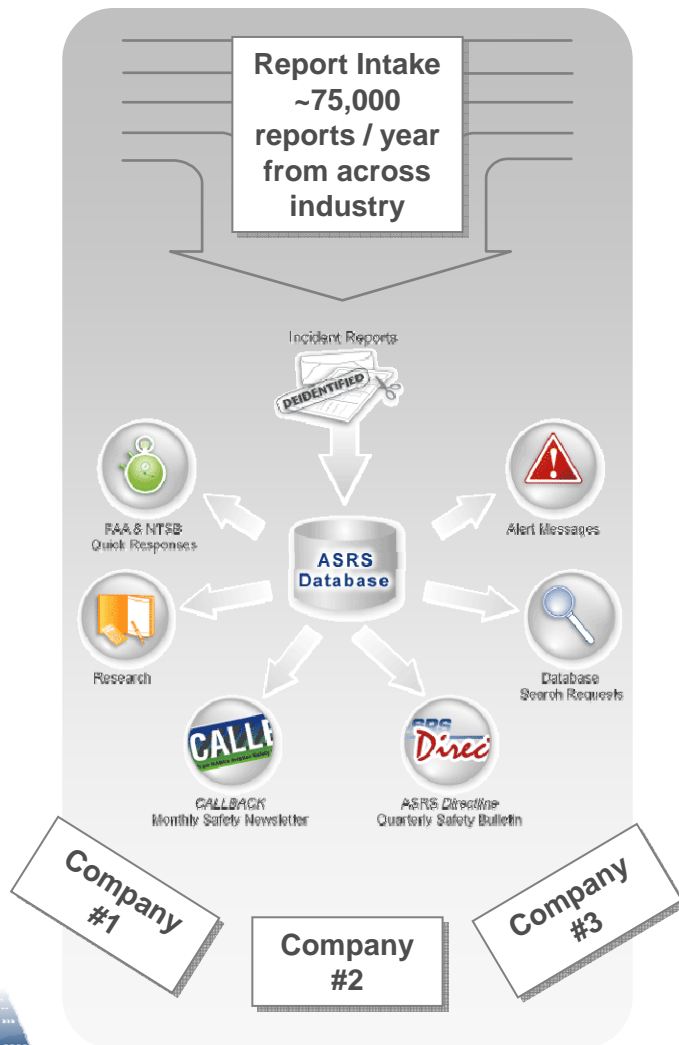 Report Intake
~75,000
reports / year
from across
industry
Incident Reports
DEIDENTIFIED
FAA & NTSB
Quick Responses
Alert Messages
ASRS
Database
Research
Database
Search Requests
CALLB
Direc
CALLBACK
Monthly Safety Newsletter
ASRS Directline
Quarterly Safety Bulletin
Company
#1
Company
#2
Company
#3